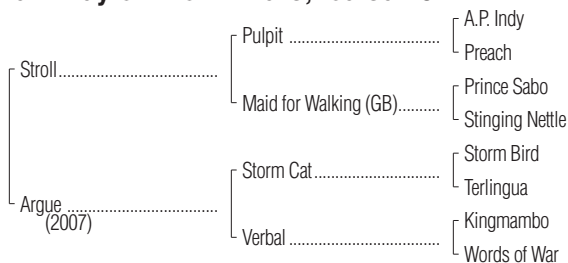 A.P. Indy
Pulpit
Preach
Stroll
Prince Sabo
Maid for Walking (GB)
Stinging Nettle
Storm Bird
Storm Cat
Terlingua
Argue
(2007)
Kingmambo
Verbal
Words of War